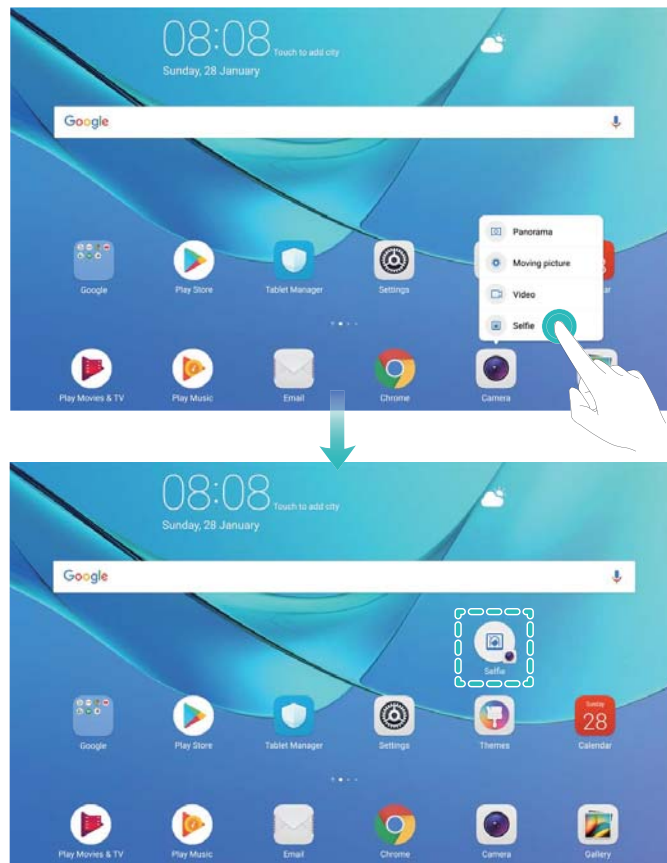 08:08 Touch to add city
Sunday, 28 January
Google
Panorama
Moving picture
Video
Selfie
Google Play Store Tablet Manager Settings
Play Movies & TV Play Music Email Chrome Camera
08:08 Touch to add city
Sunday, 28 January
Google
Selfie
Sunday
28
Google Play Store Tablet Manager Settings Themes Calendar
Play Movies & TV Play Music Email Chrome Camera Gallery